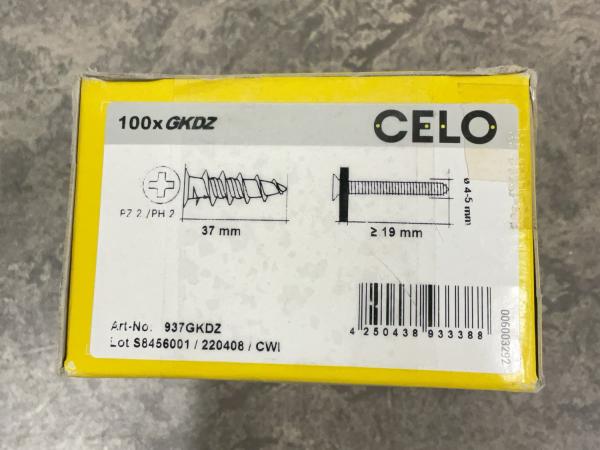 100x GKDZ
CELO
PZ 2 /PH 2
37 mm
≥ 19 mm
ø 4-5 mm
Art-No: 937GKDZ
Lot S8456001 / 220408 / CWI
4 250438 933388
006003292